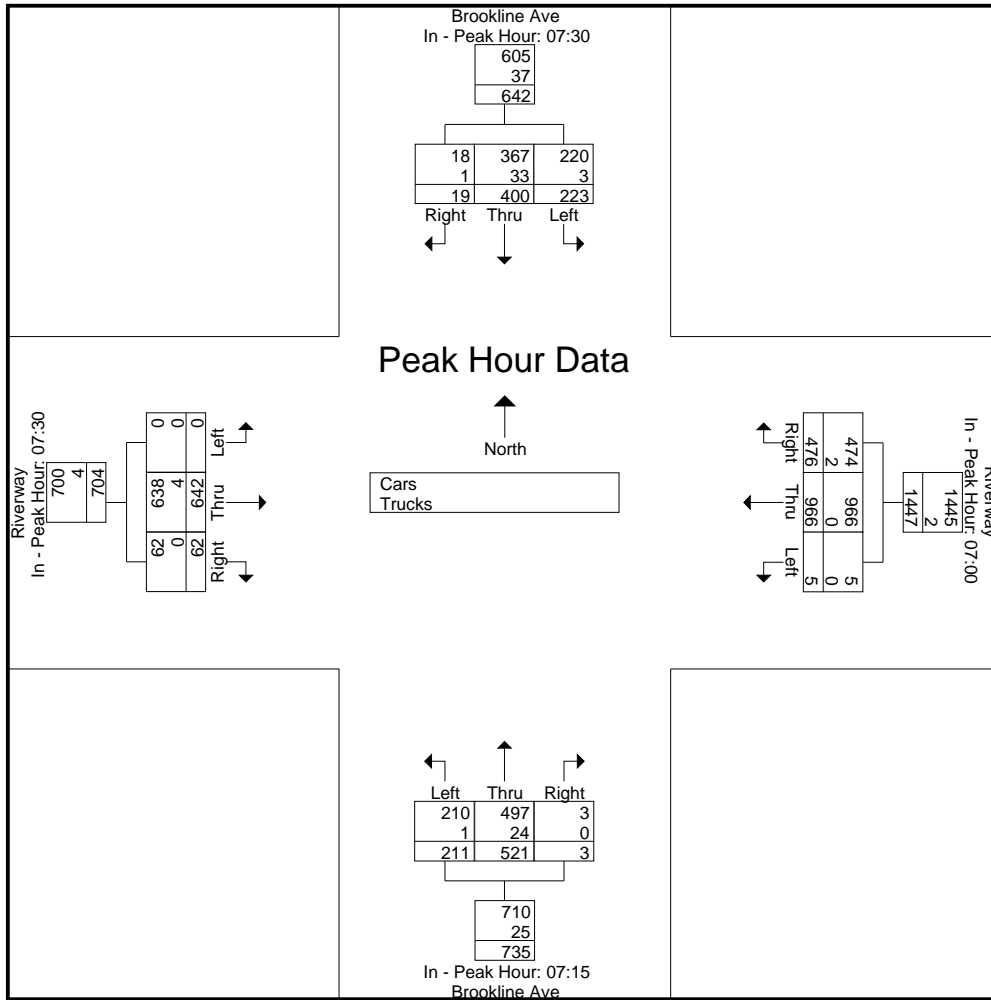 Brookline Ave
In - Peak Hour: 07:30
605
37
642
18 367 220
1 33 3
19 400 223
Right Thru Left
Peak Hour Data
North
Cars
Trucks
Riverway
In - Peak Hour: 07:30
700 4 704
Left
0 0 0
Thru
638 4 642
Right
62 0 62
Riverway
In - Peak Hour: 07:00
1445
2
1447
Right
474
2
476
Thru
966
0
966
Left
5
0
5
Left Thru Right
210 497 3
1 24 0
211 521 3
710
25
735
In - Peak Hour: 07:15
Brookline Ave